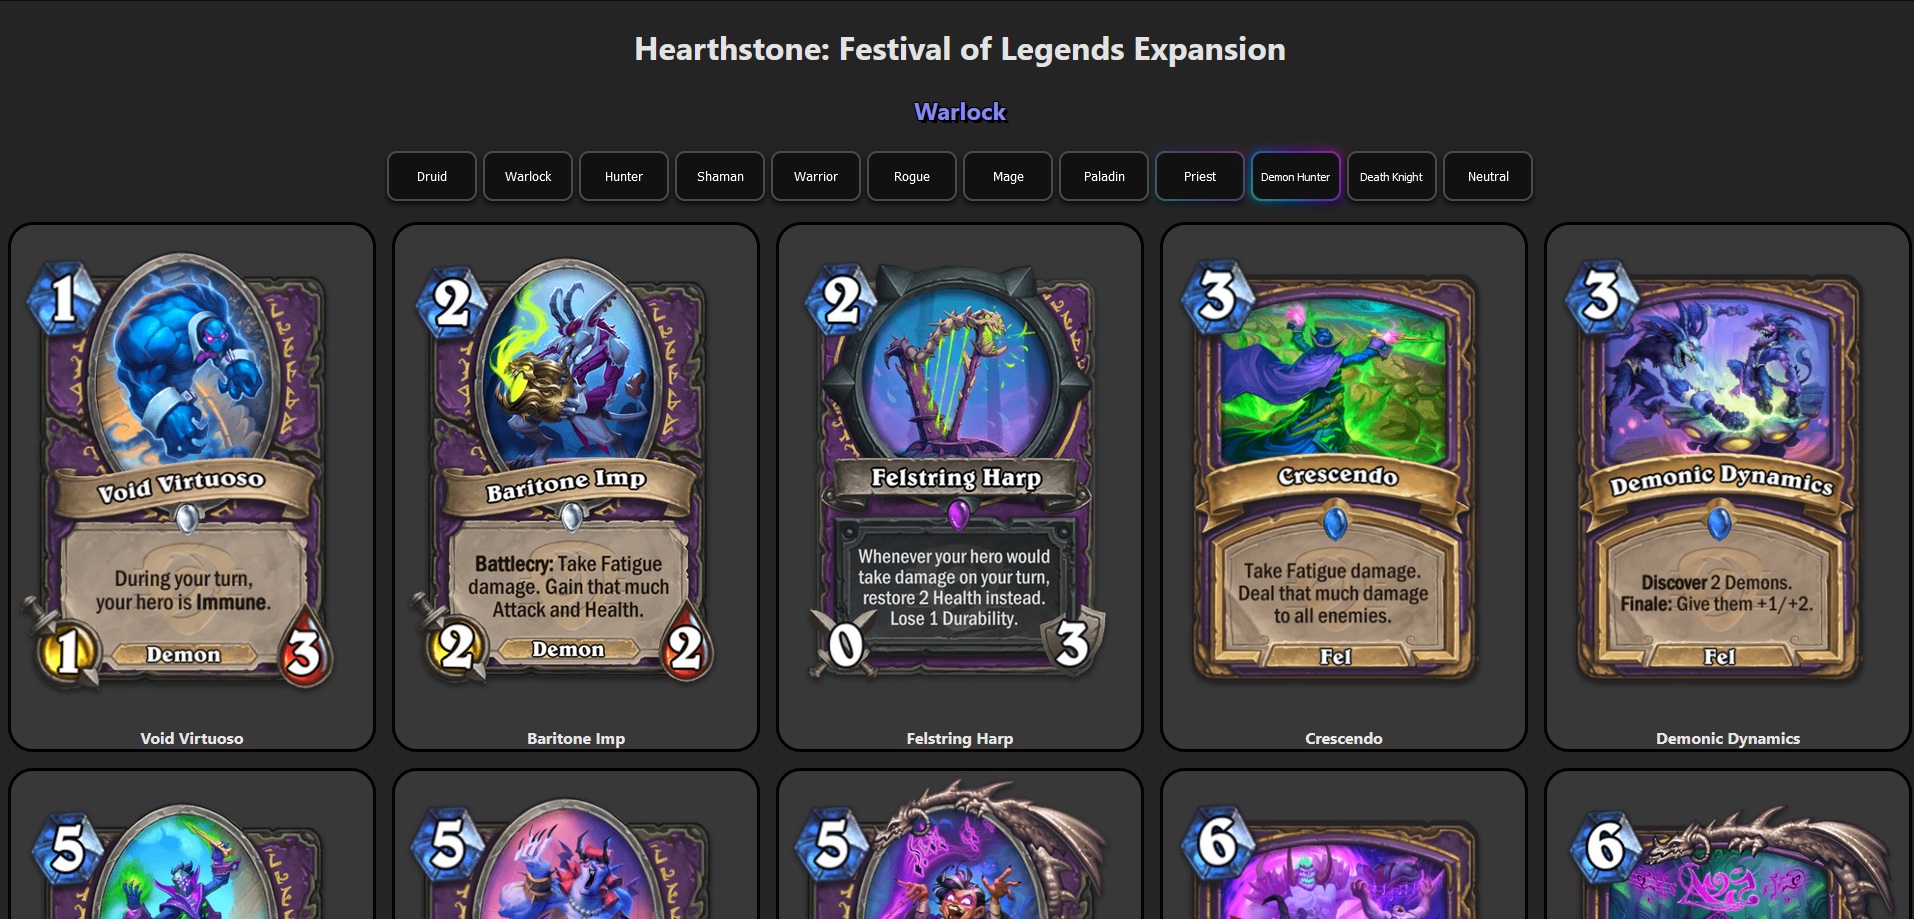 Hearthstone: Festival of Legends Expansion
Warlock
Druid
Warlock
Hunter
Shaman
Warrior
Rogue
Mage
Paladin
Priest
Demon Hunter
Death Knight
Neutral
1
Void Virtuoso
During your turn,
your hero is Immune.
1
Demon
3
Void Virtuoso
2
Baritone Imp
Battlecry: Take Fatigue
damage. Gain that much
Attack and Health.
2
Demon
2
Baritone Imp
2
Felstring Harp
Whenever your hero would
take damage on your turn,
restore 2 Health instead.
Lose 1 Durability.
0
3
Felstring Harp
3
Crescendo
Take Fatigue damage.
Deal that much damage
to all enemies.
Fel
Crescendo
3
Demonic Dynamics
Discover 2 Demons.
Finale: Give them +1/+2.
Fel
Demonic Dynamics
5
5
5
6
6